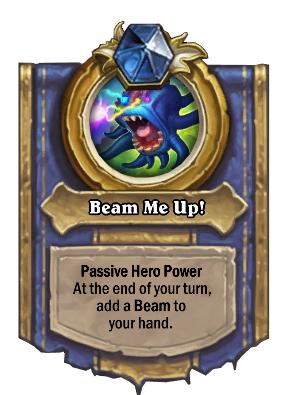 Beam Me Up!
Passive Hero Power
At the end of your turn,
add a Beam to
your hand.